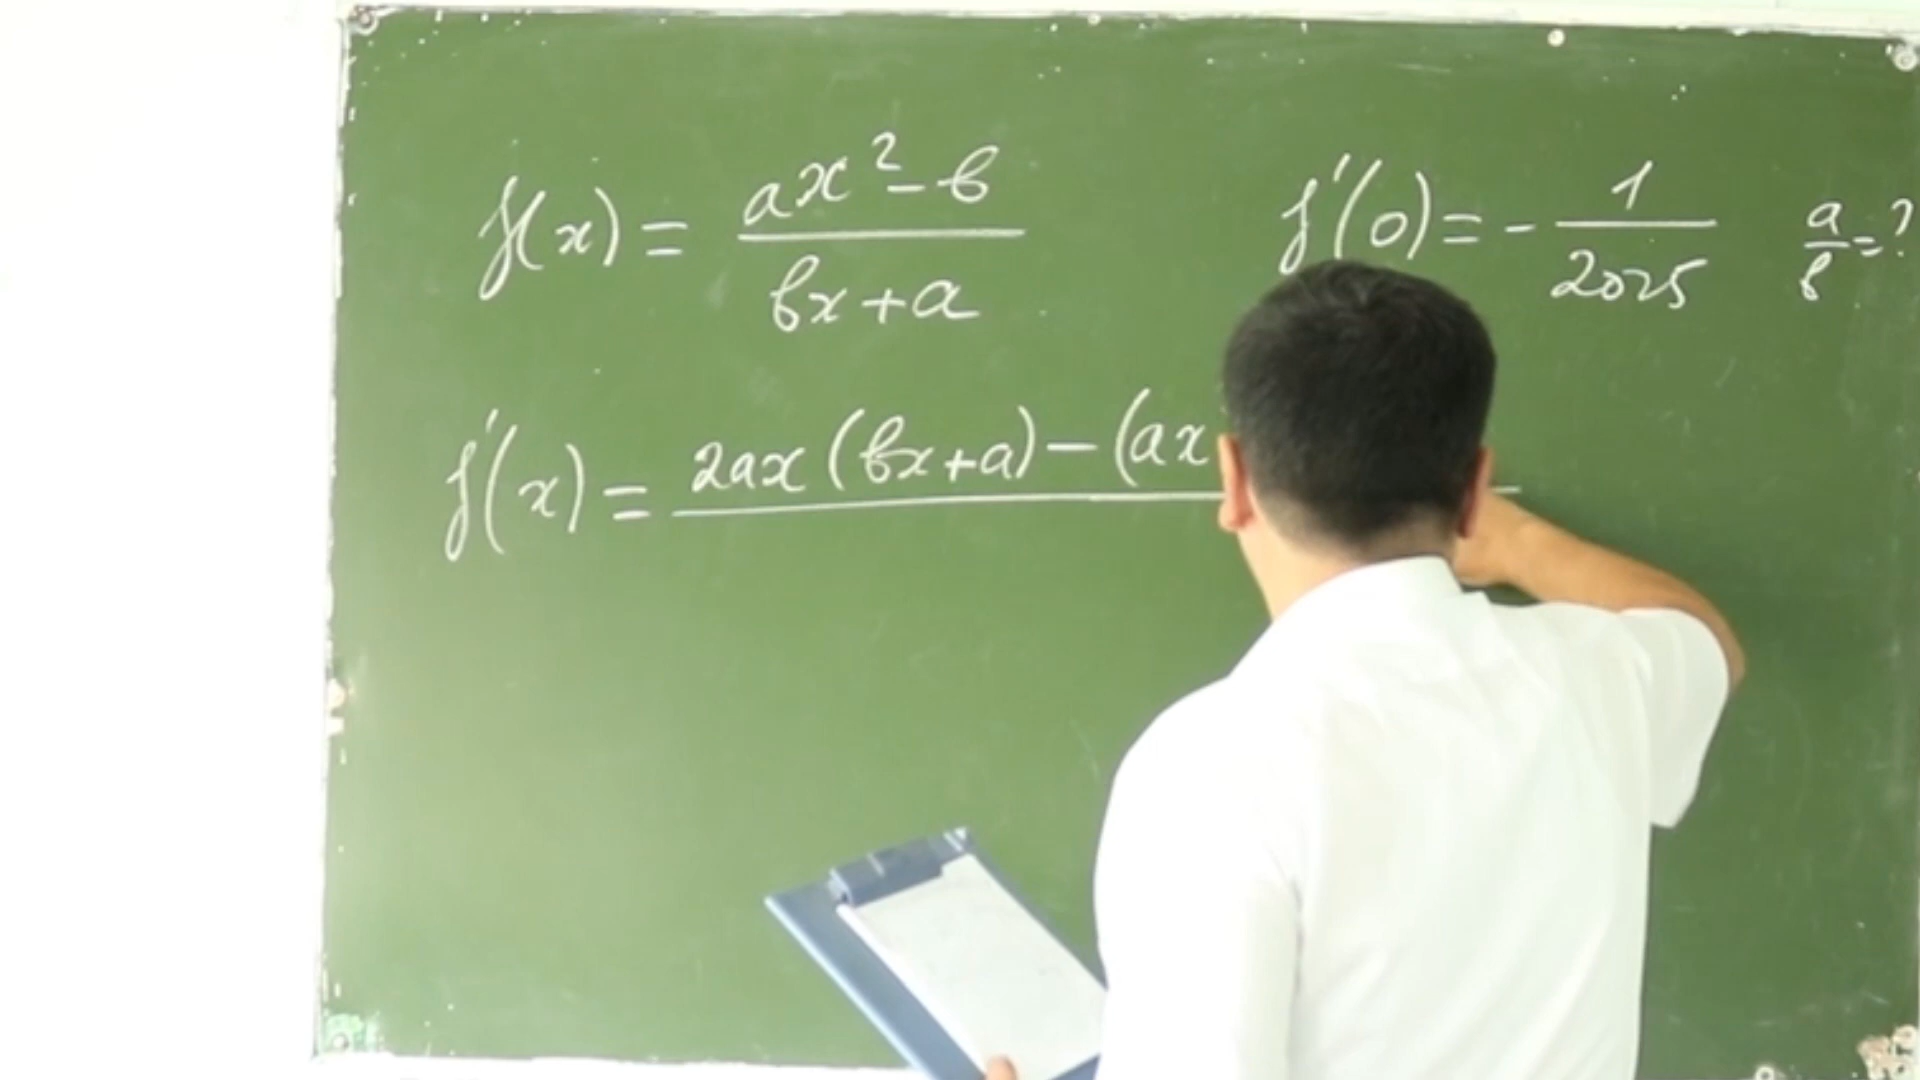 f(x) = (ax² - b)/(bx + a) f'(0) = - 1/2025 a/b = ?
f'(x) = 2ax (bx + a) - (ax